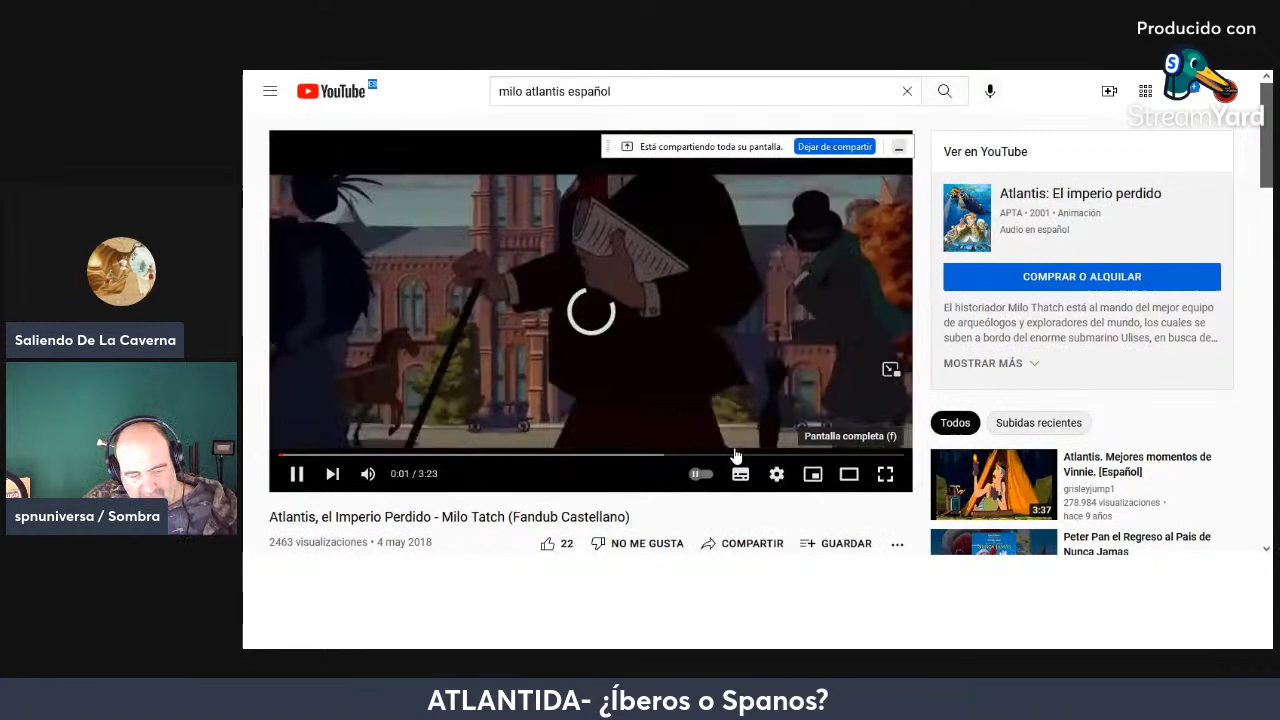 Producido con
StreamYard
YouTube ES
milo atlantis español
Está compartiendo toda su pantalla.
Dejar de compartir
Ver en YouTube
Atlantis: El imperio perdido
APTA • 2001 • Animación
Audio en español
COMPRAR O ALQUILAR
El historiador Milo Thatch está al mando del mejor equipo
de arqueólogos y exploradores del mundo, los cuales se
suben a bordo del enorme submarino Ulises, en busca de…
MOSTRAR MÁS
Saliendo De La Caverna
spnuniversa / Sombra
Pantalla completa (f)
0:01 / 3:23
Todos
Subidas recientes
Atlantis. Mejores momentos de
Vinnie. [Español]
grisleyjump1
278.984 visualizaciones •
hace 9 años
3:37
Peter Pan el Regreso al Pais de
Nunca Jamas
Atlantis, el Imperio Perdido - Milo Tatch (Fandub Castellano)
2463 visualizaciones • 4 may 2018
22
NO ME GUSTA
COMPARTIR
GUARDAR
ATLANTIDA- ¿Íberos o Spanos?